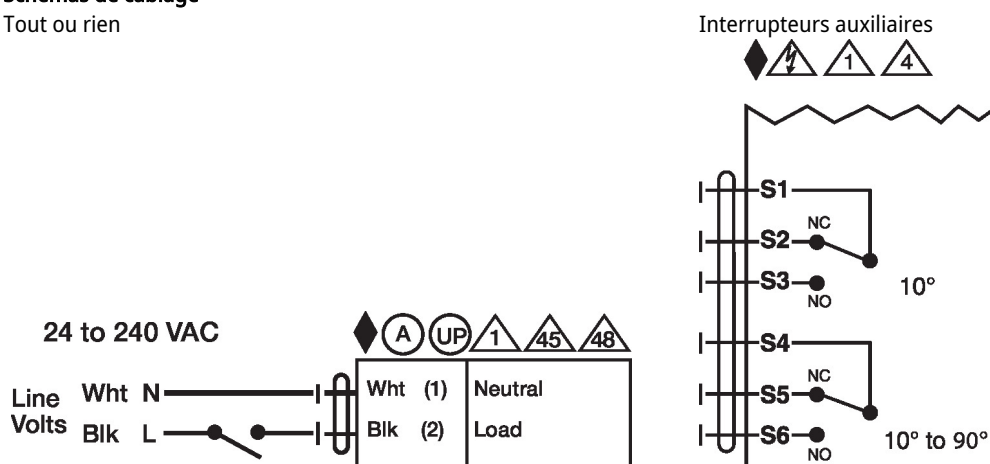 Schémas de câblage
Tout ou rien
24 to 240 VAC
A UP 1 45 48
Line Volts
Wht N
Blk L
Wht (1) Neutral
Blk (2) Load
Interrupteurs auxiliaires
1 4
S1
NC
S2
S3
NO
10°
S4
NC
S5
S6
NO
10° to 90°